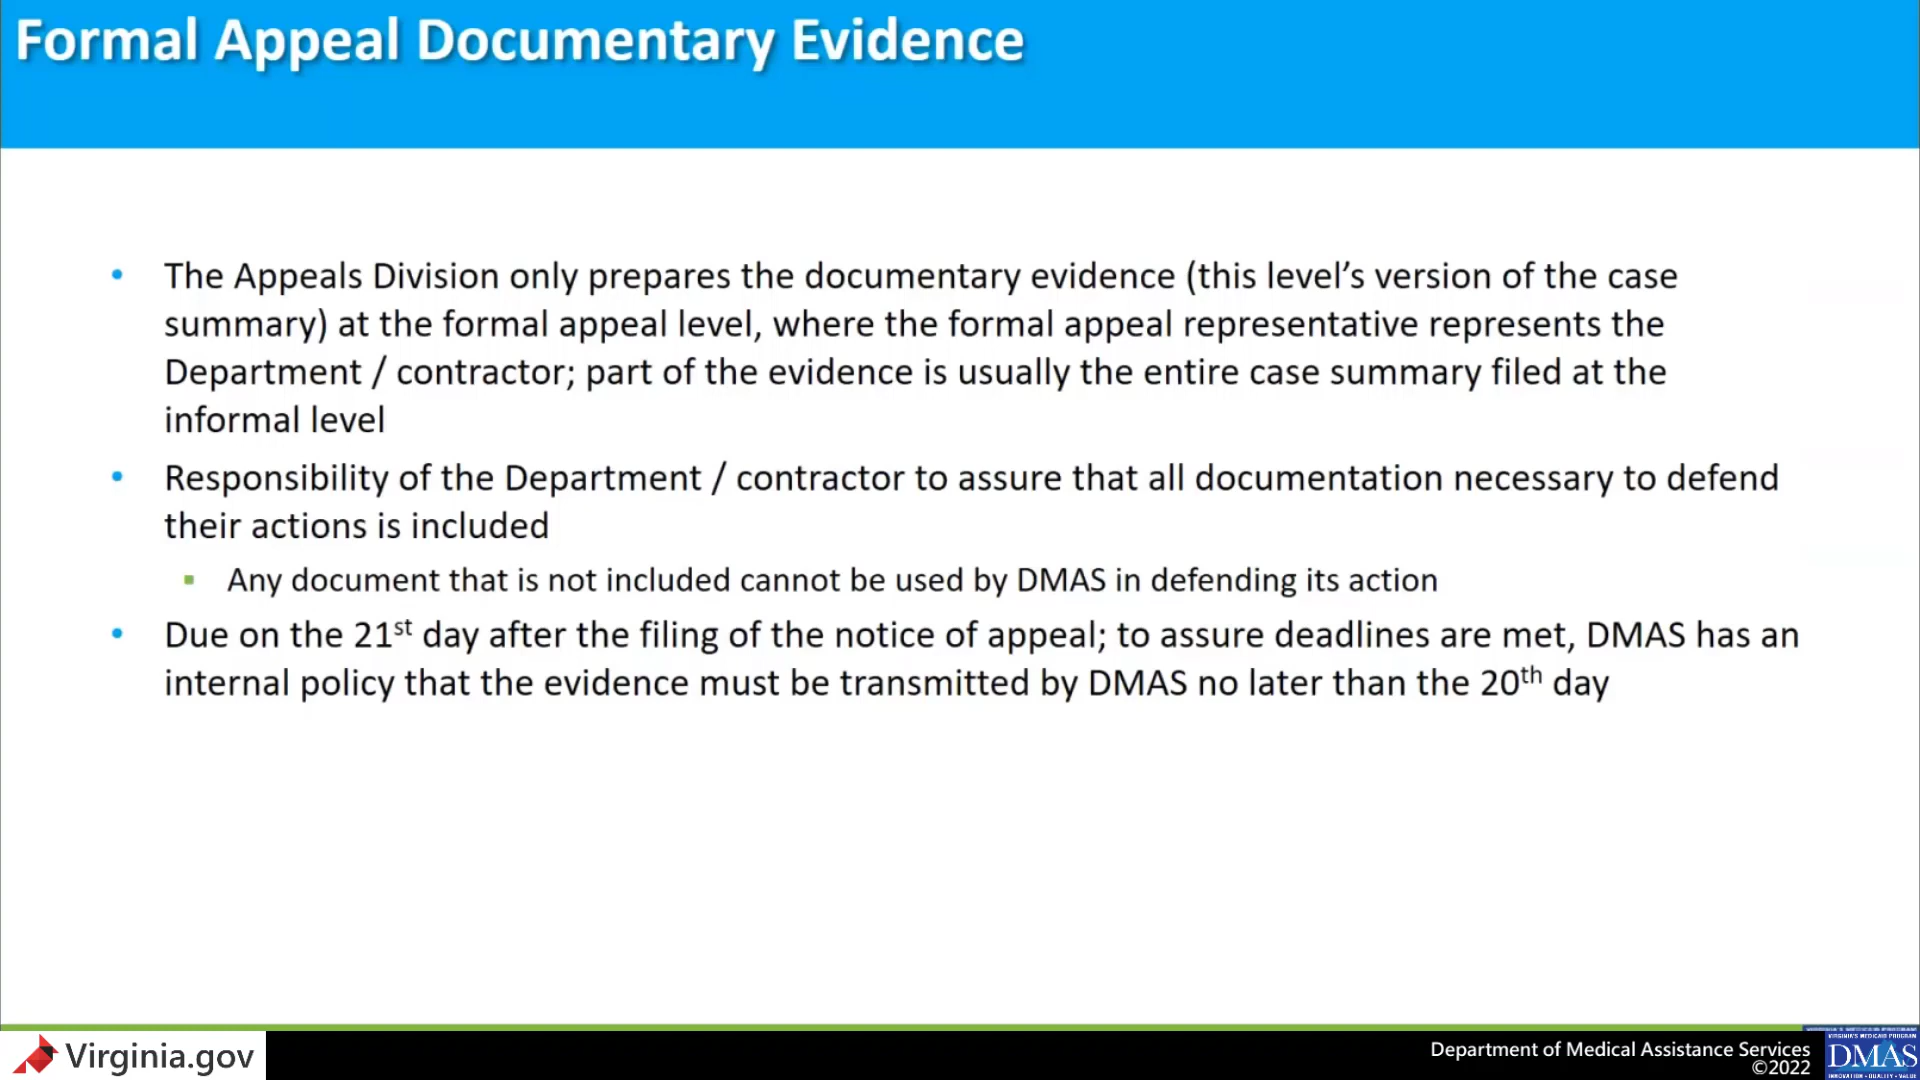 Formal Appeal Documentary Evidence
• The Appeals Division only prepares the documentary evidence (this level’s version of the case
summary) at the formal appeal level, where the formal appeal representative represents the
Department / contractor; part of the evidence is usually the entire case summary filed at the
informal level
• Responsibility of the Department / contractor to assure that all documentation necessary to defend
their actions is included
▪ Any document that is not included cannot be used by DMAS in defending its action
• Due on the 21st day after the filing of the notice of appeal; to assure deadlines are met, DMAS has an
internal policy that the evidence must be transmitted by DMAS no later than the 20th day
Virginia.gov
Department of Medical Assistance Services
©2022
VIRGINIA'S MEDICAID PROGRAM
DMAS
INNOVATION • QUALITY • VALUE